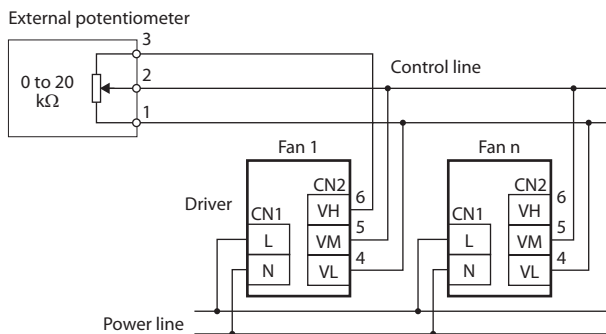 External potentiometer
3
0 to 20
kΩ
2
Control line
1
Fan 1
Fan n
Driver
CN1
CN2
6
VH
L
5
VM
N
4
VL
CN1
CN2
6
VH
L
5
VM
N
4
VL
Power line